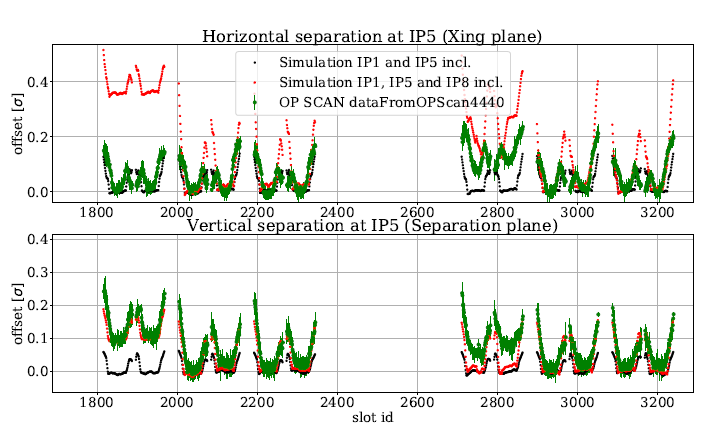 Horizontal separation at IP5 (Xing plane)
Simulation IP1 and IP5 incl.
Simulation IP1, IP5 and IP8 incl.
OP SCAN dataFromOPScan4440
offset [σ]
0.4
0.2
0.0
1800 2000 2200 2400 2600 2800 3000 3200
Vertical separation at IP5 (Separation plane)
offset [σ]
0.4
0.3
0.2
0.1
0.0
1800 2000 2200 2400 2600 2800 3000 3200
slot id